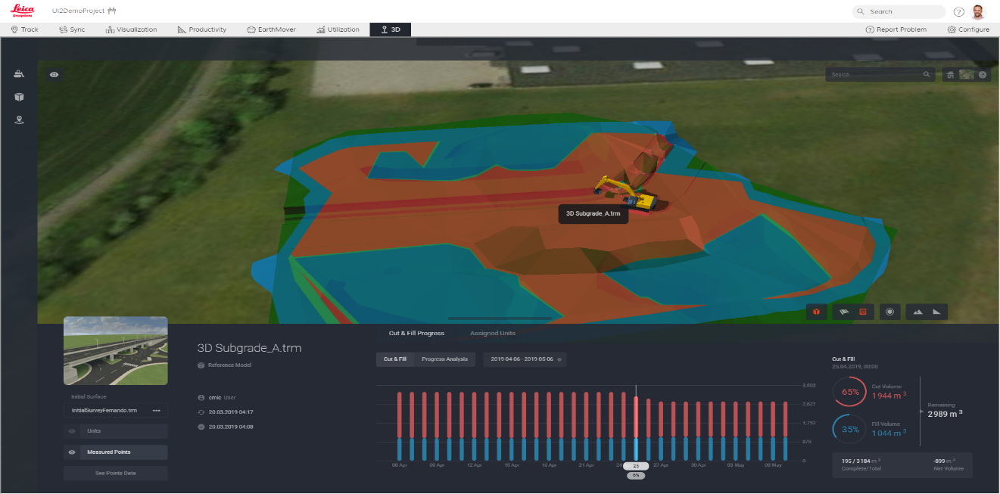 Leica
Geosystems
UI2DemoProject
Search
Track
Sync
Visualization
Productivity
EarthMover
Utilization
3D
Report Problem
Configure
Search
3D Subgrade_A.trm
Cut & Fill Progress
Assigned Units
3D Subgrade_A.trm
Reference Model
Cut & Fill
Progress Analysis
2019-04-06 - 2019-05-06
Cut & Fill
25.04.2019, 00:00
Initial Surface
InitialSurveyFernando.trm
cmic User
20.03.2019 04:17
20.03.2019 04:08
Units
Measured Points
See Points Data
3,503
2,627
1,752
876
0
12 Apr
15 Apr
18 Apr
21 Apr
24
25
27 Apr
30 Apr
03 May
06 May
65%
Cut Volume
1 944 m 3
35%
Fill Volume
1 044 m 3
Remaining
2 989 m 3
195 / 3 184 m 3
Complete/Total
-899 m 3
Net Volume